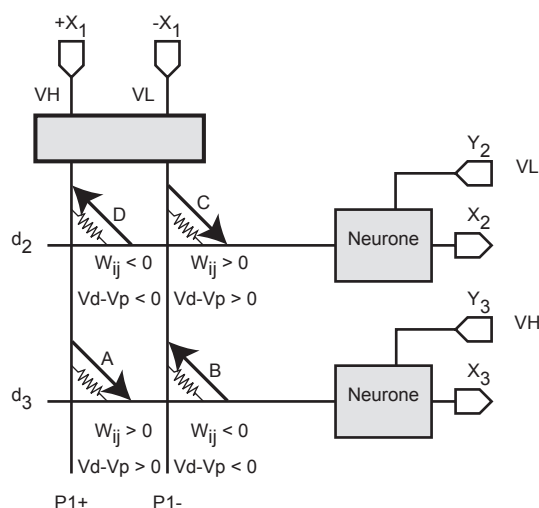 +X1 -X1
VH VL
Y2 VL
D C
X2
d2 Neurone
Wij < 0 Wij > 0
Vd-Vp < 0 Vd-Vp > 0
Y3 VH
A B
X3
d3 Neurone
Wij > 0 Wij < 0
Vd-Vp > 0 Vd-Vp < 0
P1+ P1-